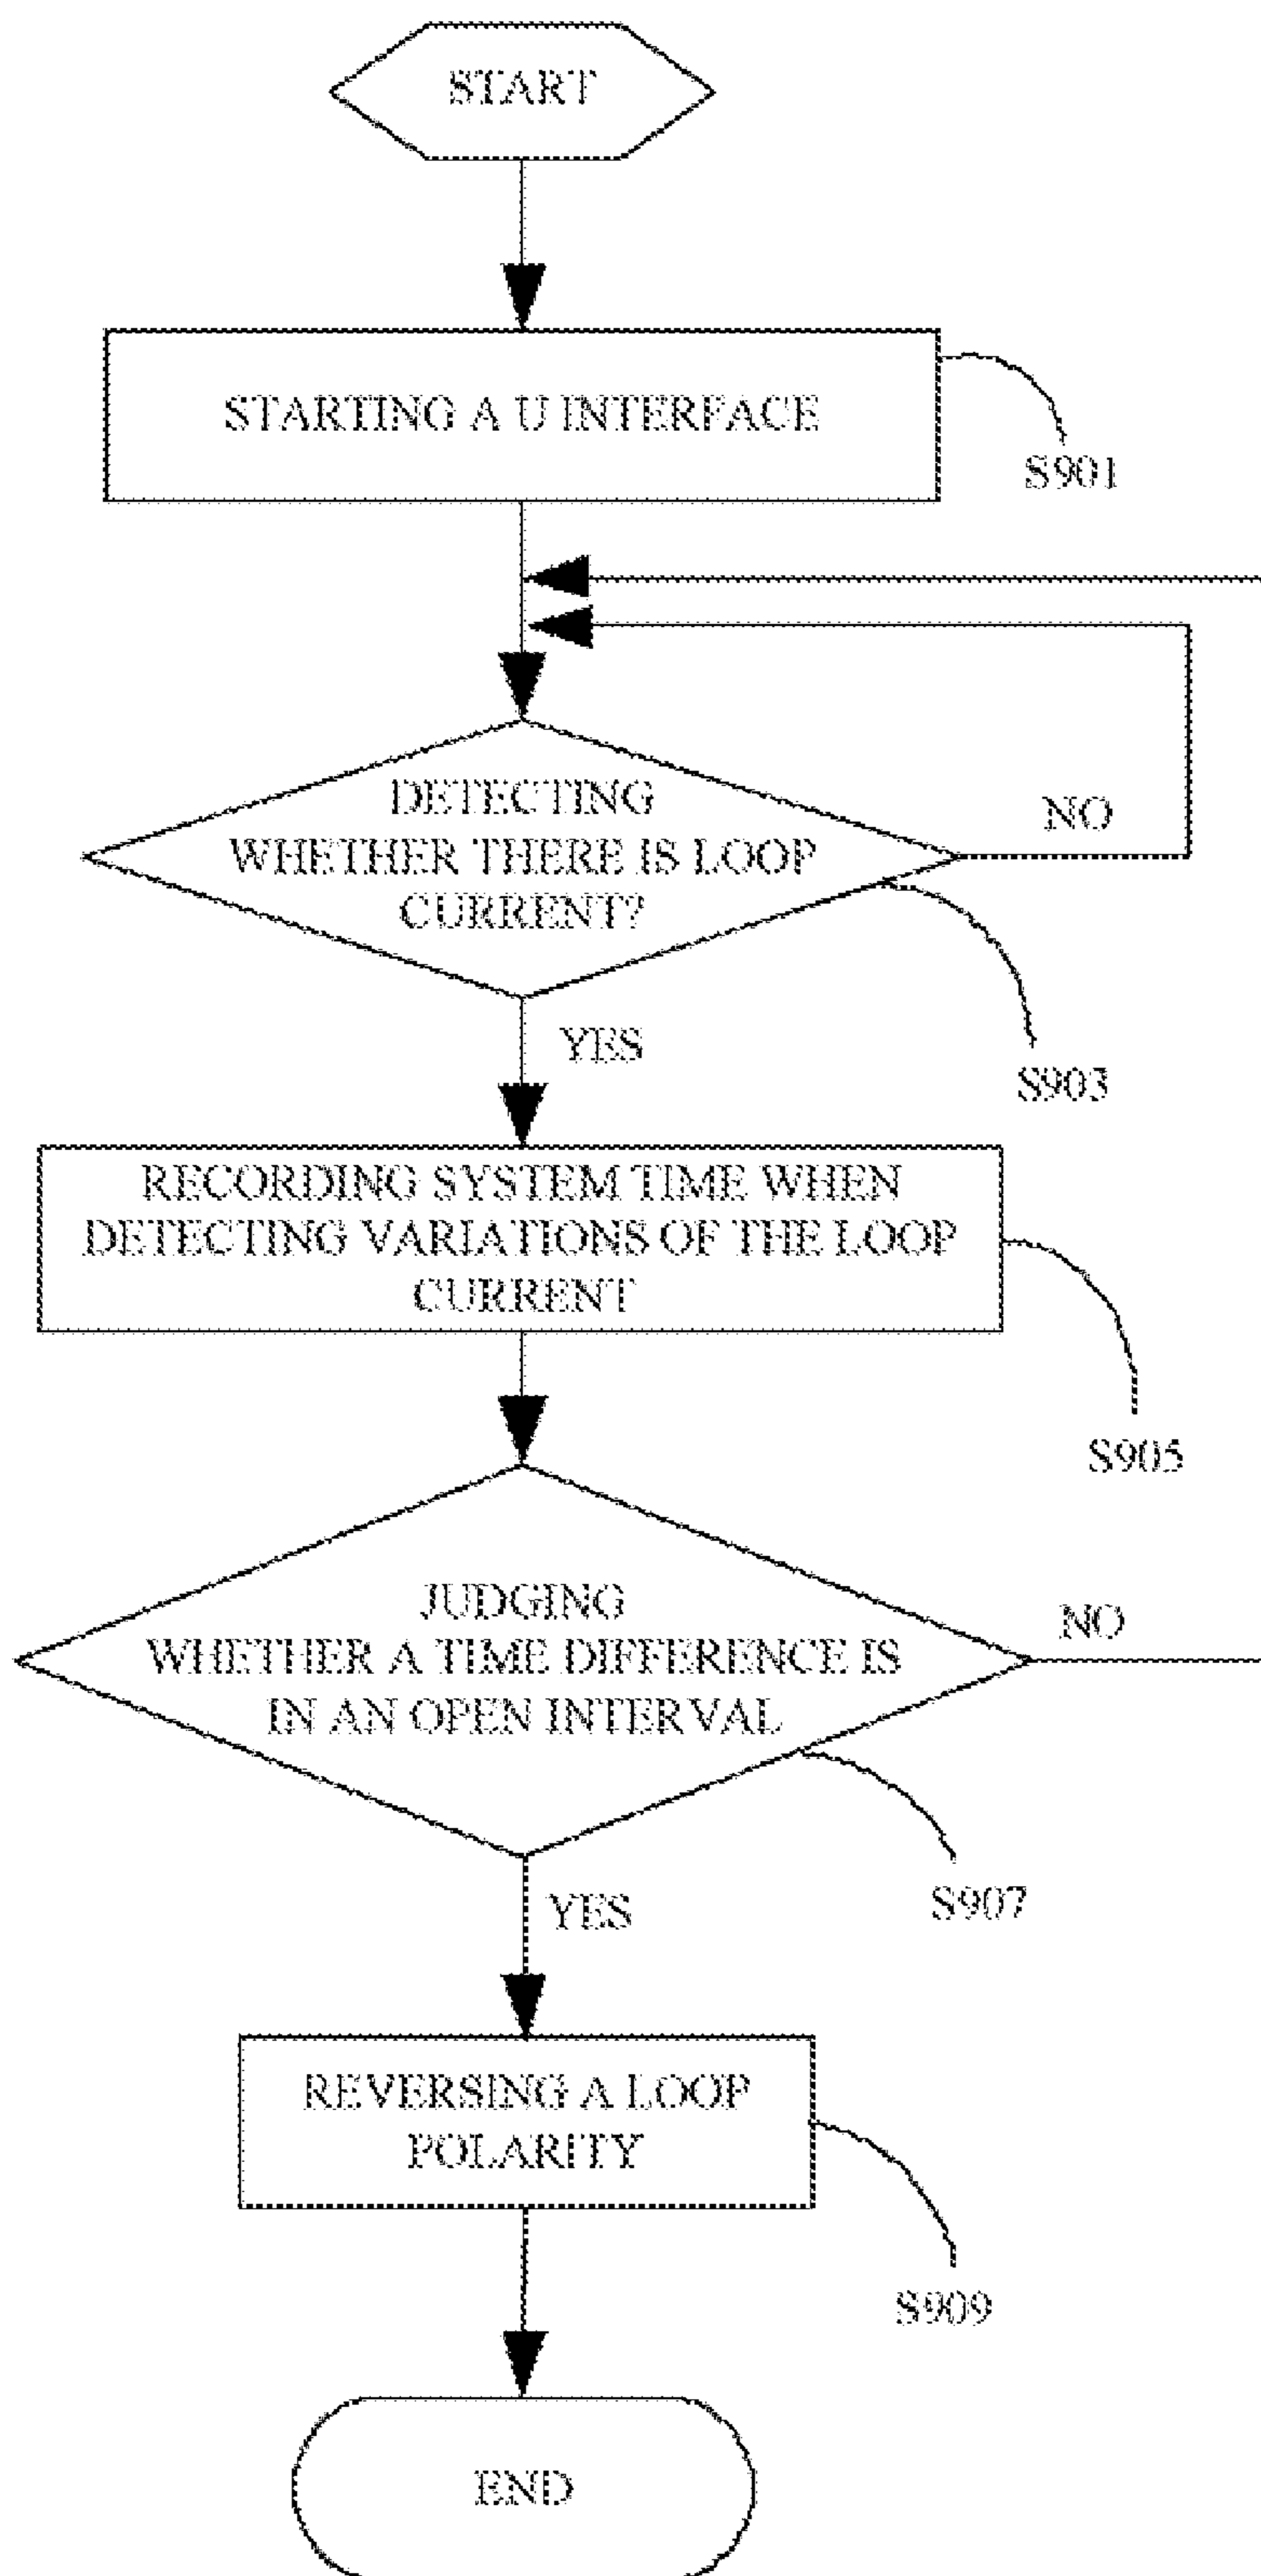 START
STARTING A U INTERFACE
S901
DETECTING
WHETHER THERE IS LOOP
CURRENT?
NO
S903
YES
RECORDING SYSTEM TIME WHEN
DETECTING VARIATIONS OF THE LOOP
CURRENT
S905
JUDGING
WHETHER A TIME DIFFERENCE IS
IN AN OPEN INTERVAL
NO
S907
YES
REVERSING A LOOP
POLARITY
S909
END